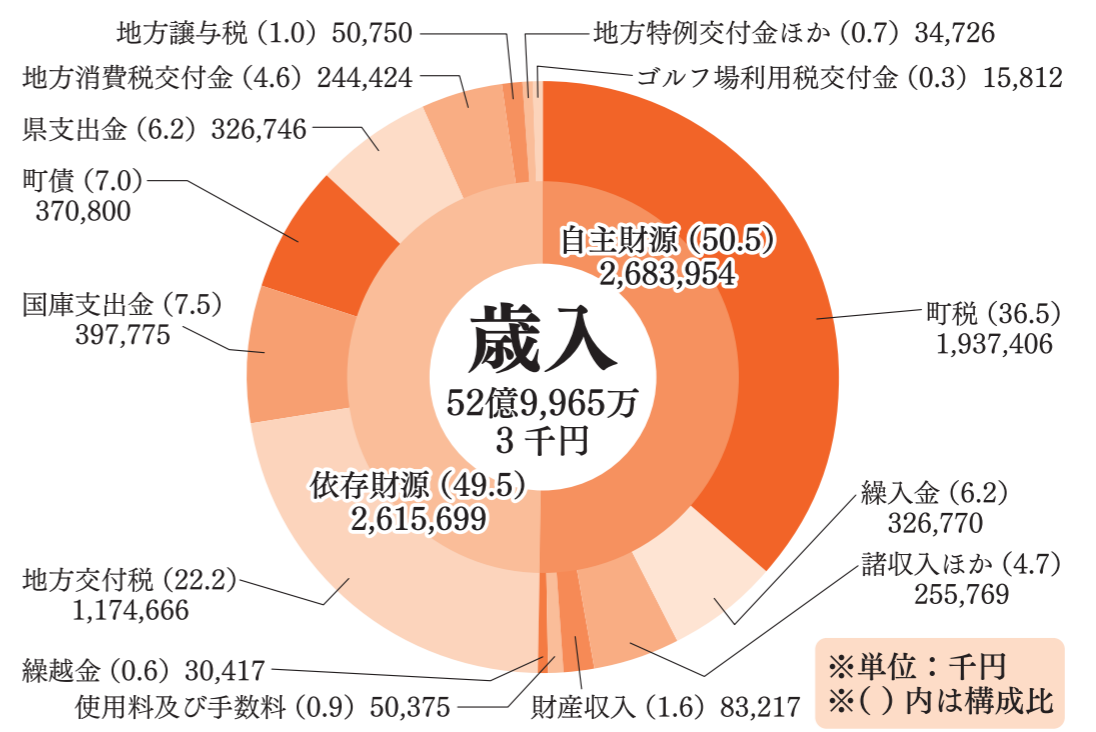 地方譲与税（1.0）50,750
地方特例交付金ほか（0.7）34,726
地方消費税交付金（4.6）244,424
ゴルフ場利用税交付金（0.3）15,812
県支出金（6.2）326,746
町債（7.0）
370,800
自主財源（50.5）
2,683,954
国庫支出金（7.5）
397,775
町税（36.5）
1,937,406
歳入
52億9,965万
3千円
依存財源（49.5）
2,615,699
繰入金（6.2）
326,770
諸収入ほか（4.7）
255,769
地方交付税（22.2）
1,174,666
繰越金（0.6）30,417
使用料及び手数料（0.9）50,375
財産収入（1.6）83,217
※単位：千円
※( ) 内は構成比